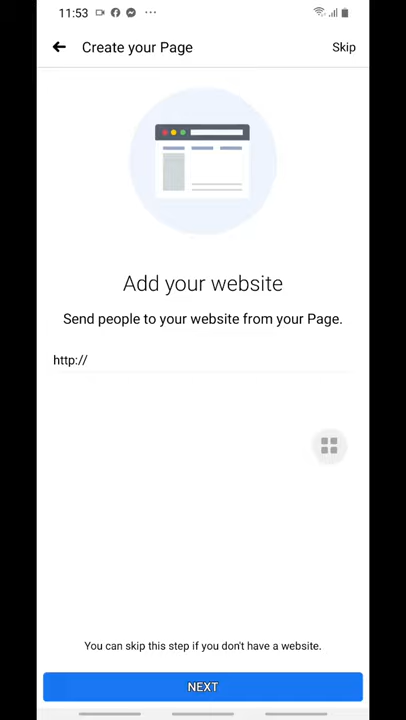 11:53
Create your Page
Skip
Add your website
Send people to your website from your Page.
http://
You can skip this step if you don't have a website.
NEXT